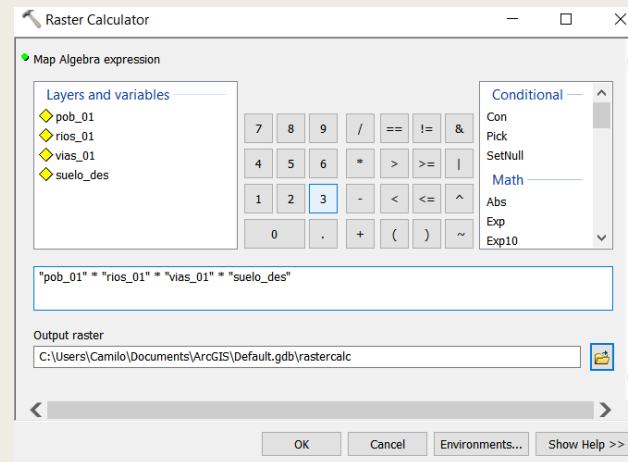 Raster Calculator
Map Algebra expression
Layers and variables
pob_01
rios_01
vias_01
suelo_des
7 8 9 / == != &
4 5 6 * > >= |
1 2 3 - < <= ^
0 . + ( ) ~
Conditional
Con
Pick
SetNull
Math
Abs
Exp
Exp10
"pob_01" * "rios_01" * "vias_01" * "suelo_des"
Output raster
C:\Users\Camilo\Documents\ArcGIS\Default.gdb\rastercalc
OK Cancel Environments... Show Help >>